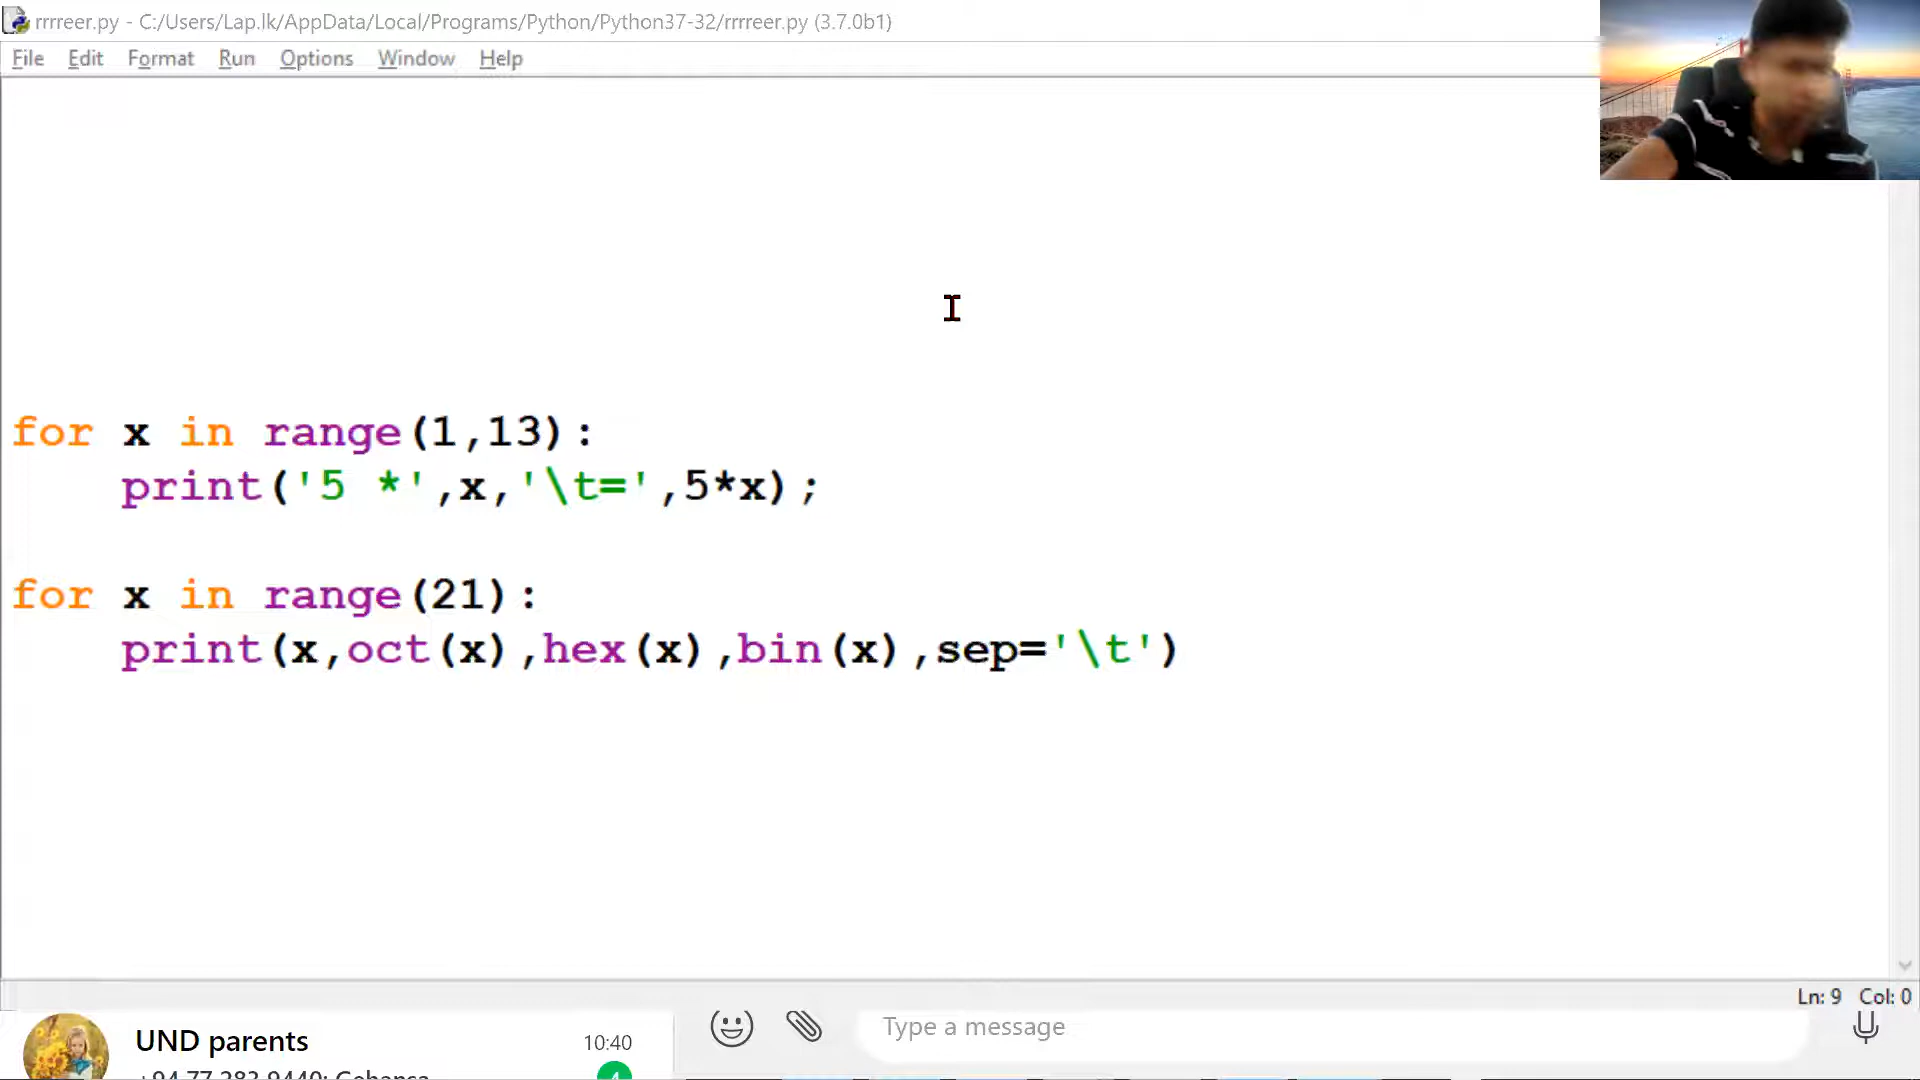 rrrrreer.py - C:/Users/Lap.lk/AppData/Local/Programs/Python/Python37-32/rrrrreer.py (3.7.0b1)
File Edit Format Run Options Window Help
for x in range(1,13):
    print('5 *',x,'\t=',5*x);
for x in range(21):
    print(x,oct(x),hex(x),bin(x),sep='\t')
Ln: 9 Col: 0
UND parents
10:40
Type a message